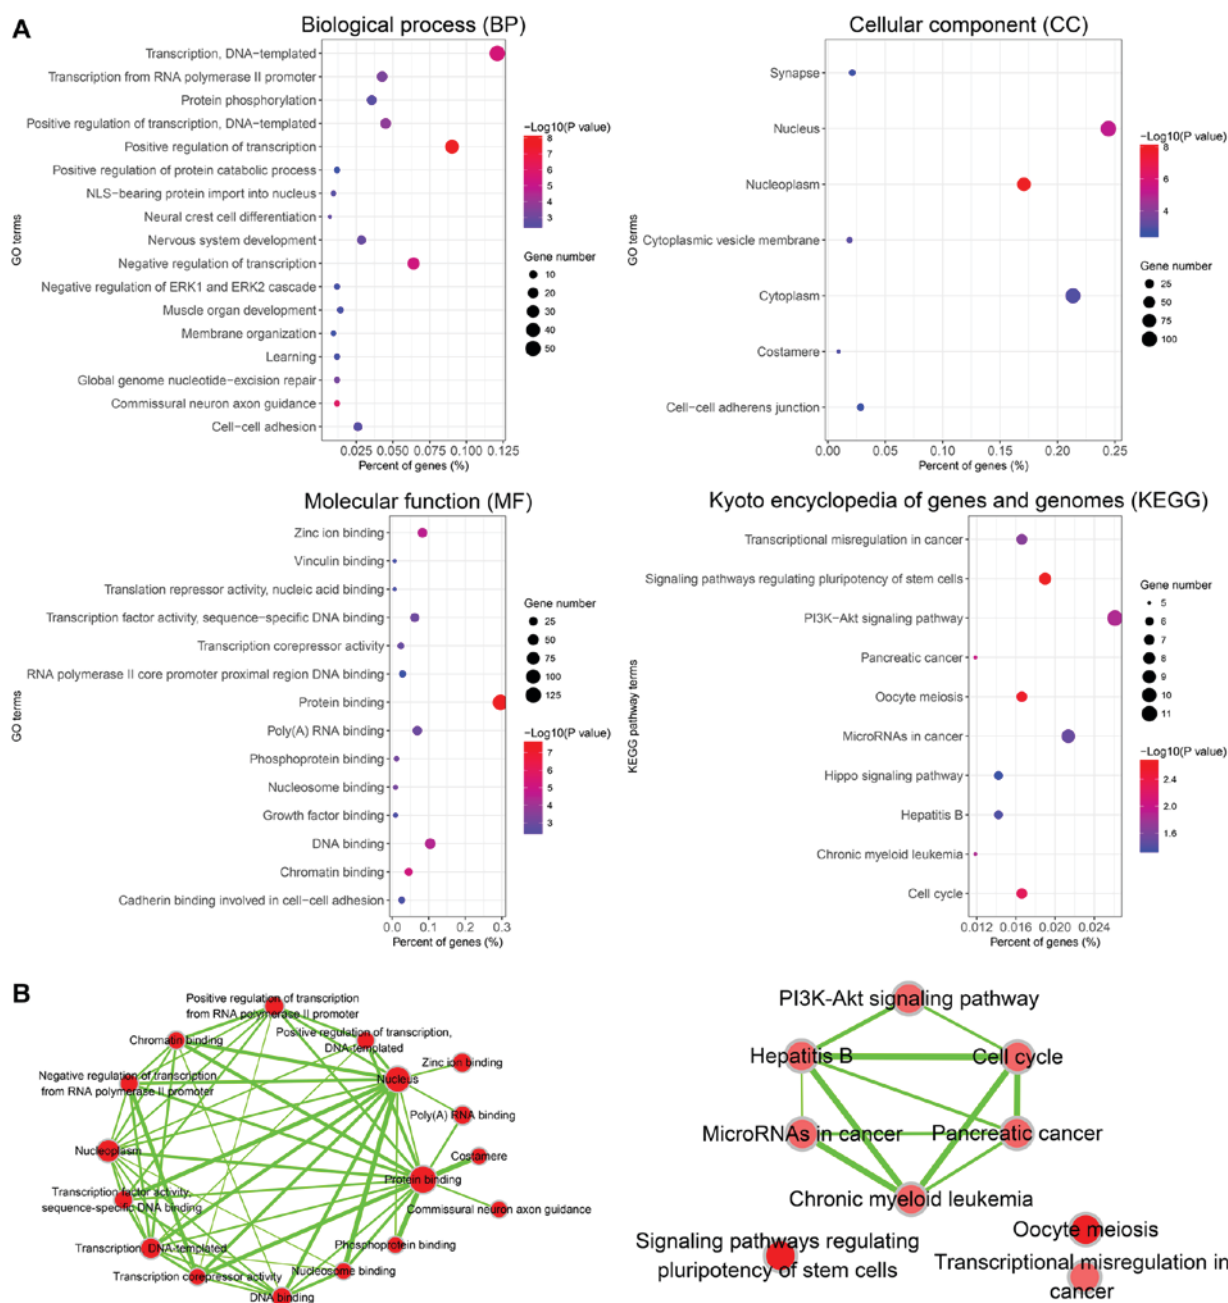 A
Biological process (BP)
Transcription, DNA−templated
Transcription from RNA polymerase II promoter
Protein phosphorylation
Positive regulation of transcription, DNA−templated
Positive regulation of transcription
Positive regulation of protein catabolic process
NLS−bearing protein import into nucleus
Neural crest cell differentiation
Nervous system development
Negative regulation of transcription
Negative regulation of ERK1 and ERK2 cascade
Muscle organ development
Membrane organization
Learning
Global genome nucleotide−excision repair
Commissural neuron axon guidance
Cell−cell adhesion
GO terms
0.025 0.050 0.075 0.100 0.125
Percent of genes (%)
−Log10(P value)
8
7
6
5
4
3
Gene number
10
20
30
40
50
Cellular component (CC)
Synapse
Nucleus
Nucleoplasm
Cytoplasmic vesicle membrane
Cytoplasm
Costamere
Cell−cell adherens junction
GO terms
0.00 0.05 0.10 0.15 0.20 0.25
Percent of genes (%)
−Log10(P value)
8
6
4
Gene number
25
50
75
100
Molecular function (MF)
Zinc ion binding
Vinculin binding
Translation repressor activity, nucleic acid binding
Transcription factor activity, sequence−specific DNA binding
Transcription corepressor activity
RNA polymerase II core promoter proximal region DNA binding
Protein binding
Poly(A) RNA binding
Phosphoprotein binding
Nucleosome binding
Growth factor binding
DNA binding
Chromatin binding
Cadherin binding involved in cell−cell adhesion
GO terms
0.0 0.1 0.2 0.3
Percent of genes (%)
Gene number
25
50
75
100
125
−Log10(P value)
7
6
5
4
3
Kyoto encyclopedia of genes and genomes (KEGG)
Transcriptional misregulation in cancer
Signaling pathways regulating pluripotency of stem cells
PI3K−Akt signaling pathway
Pancreatic cancer
Oocyte meiosis
MicroRNAs in cancer
Hippo signaling pathway
Hepatitis B
Chronic myeloid leukemia
Cell cycle
KEGG pathway terms
0.012 0.016 0.020 0.024
Percent of genes (%)
Gene number
5
6
7
8
9
10
11
−Log10(P value)
2.4
2.0
1.6
B
Positive regulation of transcription
from RNA polymerase II promoter
Chromatin binding
Positive regulation of transcription,
DNA-templated
Zinc ion binding
Negative regulation of transcription
from RNA polymerase II promoter
Nucleus
Poly(A) RNA binding
Nucleoplasm
Costamere
Protein binding
Transcription factor activity,
sequence-specific DNA binding
Commissural neuron axon guidance
Transcription, DNA-templated
Phosphoprotein binding
Transcription corepressor activity
Nucleosome binding
DNA binding
PI3K-Akt signaling pathway
Hepatitis B
Cell cycle
MicroRNAs in cancer
Pancreatic cancer
Chronic myeloid leukemia
Signaling pathways regulating
pluripotency of stem cells
Oocyte meiosis
Transcriptional misregulation in
cancer